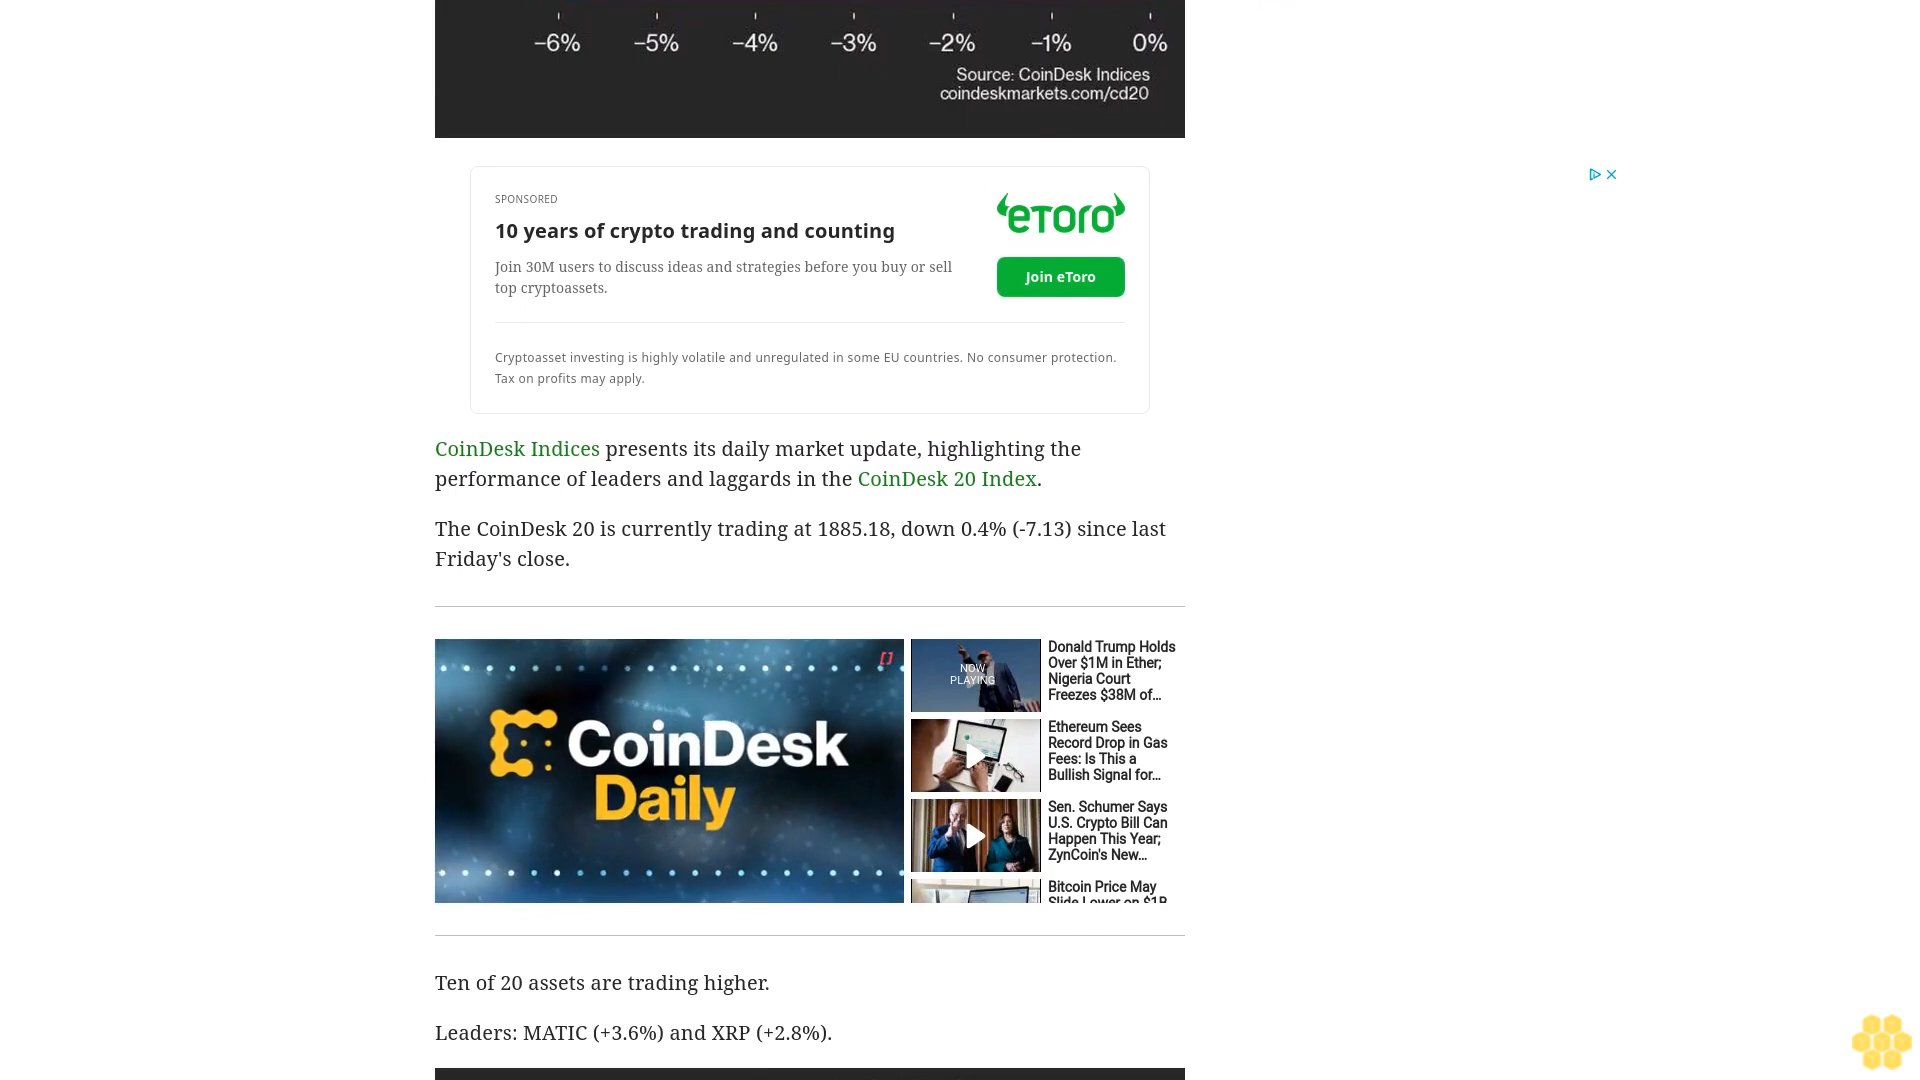 −6% −5% −4% −3% −2% −1% 0%
Source: CoinDesk Indices
coindeskmarkets.com/cd20
SPONSORED
10 years of crypto trading and counting
Join 30M users to discuss ideas and strategies before you buy or sell
top cryptoassets.
eToro
Join eToro
Cryptoasset investing is highly volatile and unregulated in some EU countries. No consumer protection.
Tax on profits may apply.
CoinDesk Indices presents its daily market update, highlighting the
performance of leaders and laggards in the CoinDesk 20 Index.
The CoinDesk 20 is currently trading at 1885.18, down 0.4% (-7.13) since last
Friday's close.
CoinDesk
Daily
NOW
PLAYING
Donald Trump Holds
Over $1M in Ether;
Nigeria Court
Freezes $38M of...
Ethereum Sees
Record Drop in Gas
Fees: Is This a
Bullish Signal for...
Sen. Schumer Says
U.S. Crypto Bill Can
Happen This Year;
ZynCoin's New...
Bitcoin Price May
Slide Lower on $1B
Ten of 20 assets are trading higher.
Leaders: MATIC (+3.6%) and XRP (+2.8%).